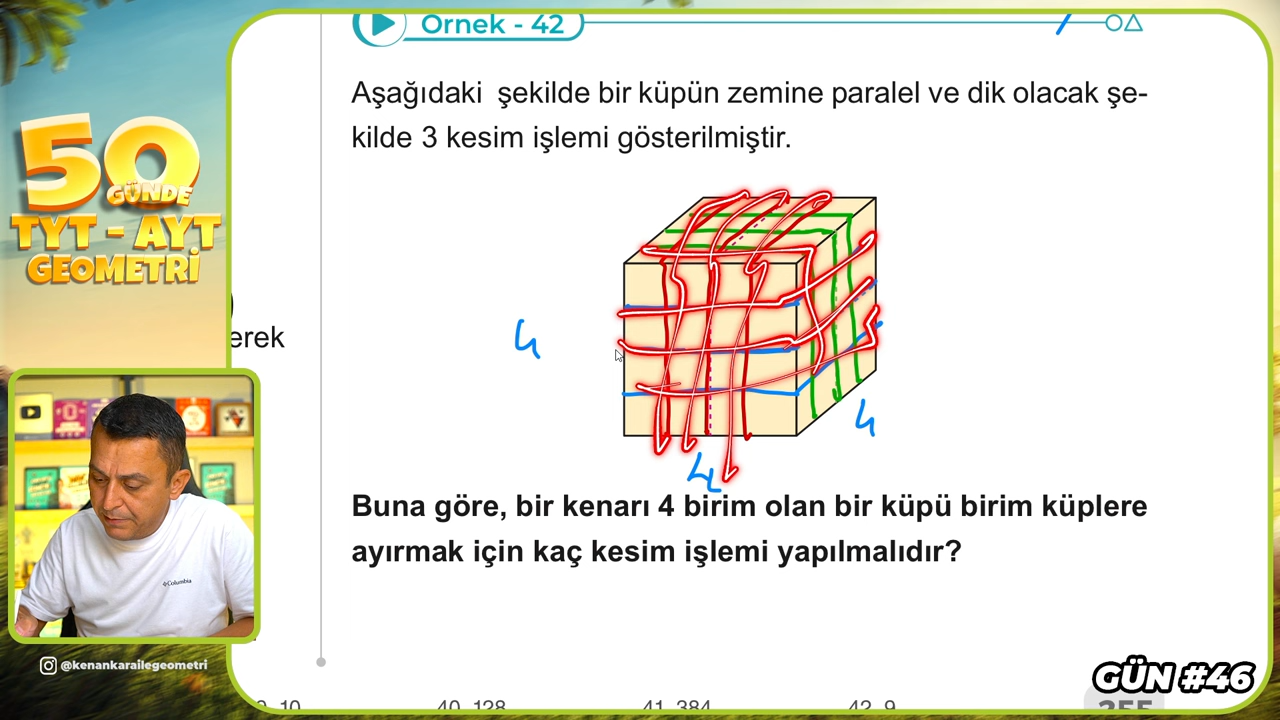 Örnek - 42
50
GÜNDE
TYT - AYT
GEOMETRİ
Aşağıdaki şekilde bir küpün zemine paralel ve dik olacak şe-
kilde 3 kesim işlemi gösterilmiştir.
erek
4
4
4
Buna göre, bir kenarı 4 birim olan bir küpü birim küplere
ayırmak için kaç kesim işlemi yapılmalıdır?
Columbia
@kenankarailegeometri
40. 128
41. 384
42. 9
GÜN #46